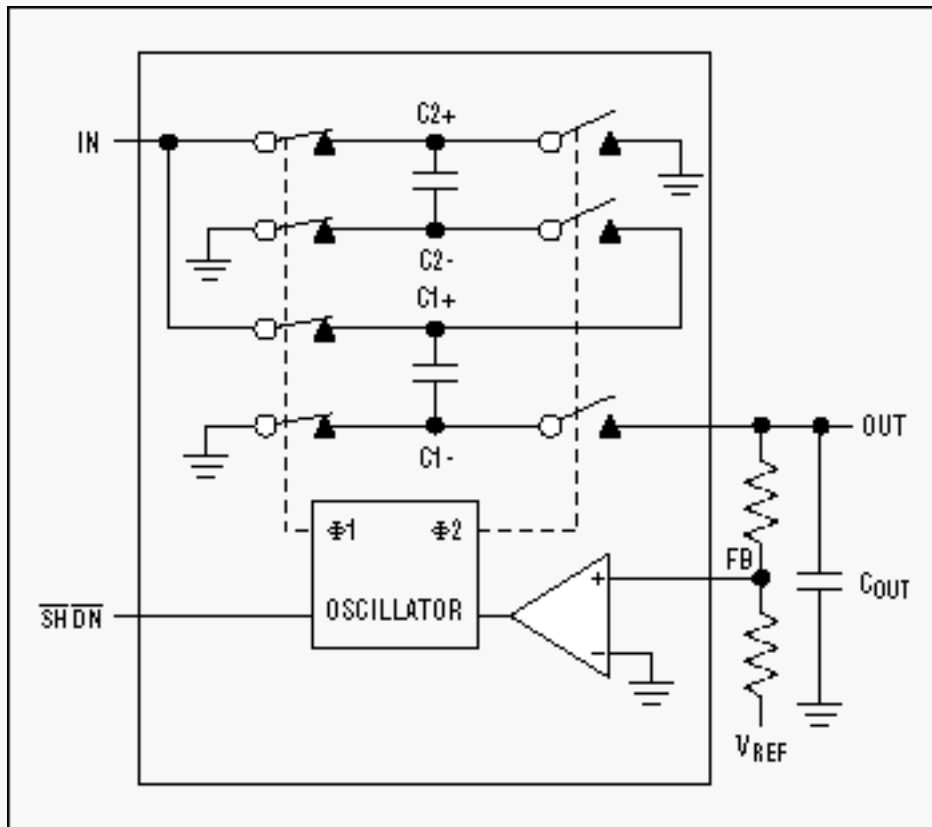 C2+
IN
C2-
C1+
OUT
C1-
Φ1 Φ2
FB
+
COUT
SHDN
OSCILLATOR
-
VREF